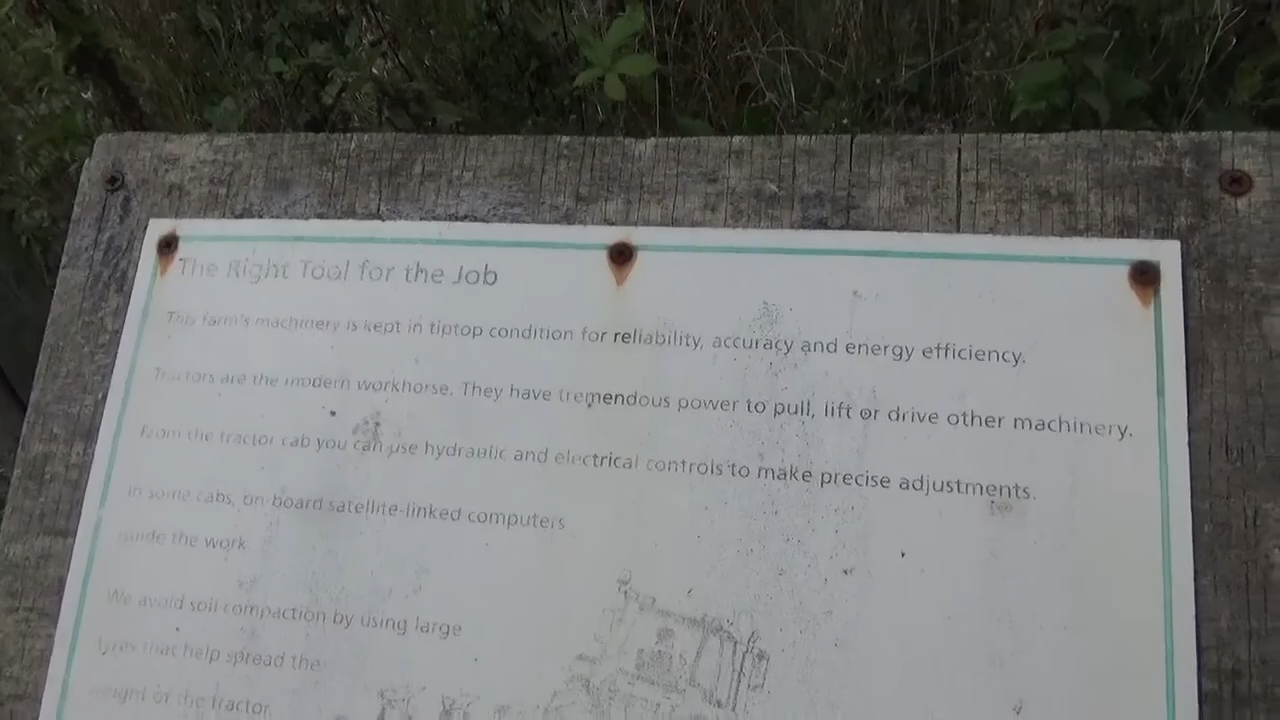 The Right Tool for the Job
This farm's machinery is kept in tiptop condition for reliability, accuracy and energy efficiency.
Tractors are the modern workhorse. They have tremendous power to pull, lift or drive other machinery.
From the tractor cab you can use hydraulic and electrical controls to make precise adjustments.
In some cabs, on-board satellite-linked computers
guide the work
We avoid soil compaction by using large
tyres that help spread the
weight of the tractor